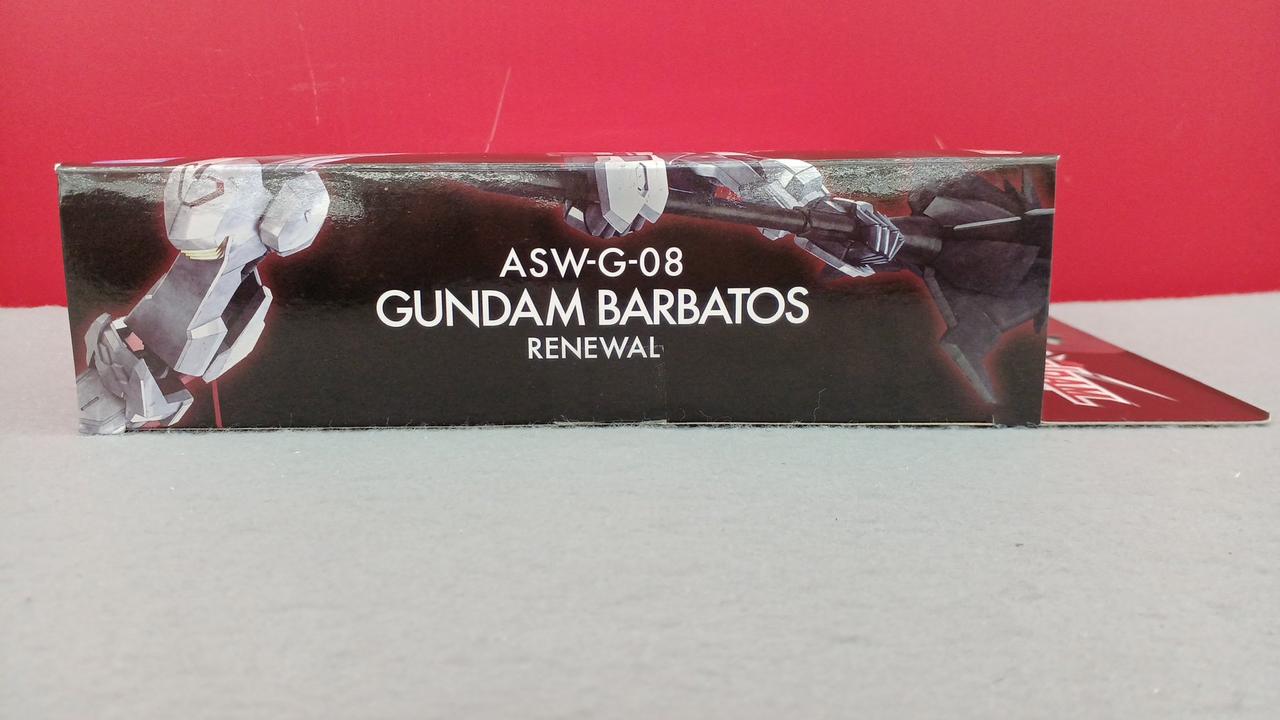 ASW-G-08
GUNDAM BARBATOS
RENEWAL